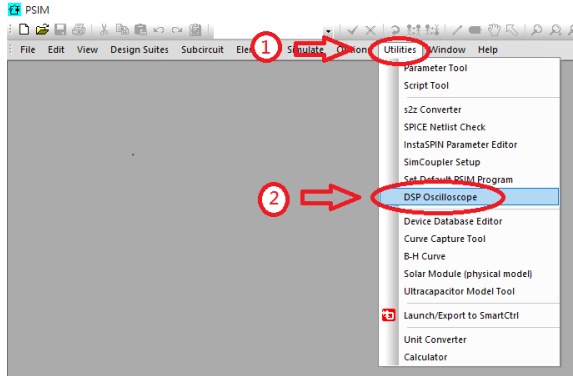 PSIM
File Edit View Design Suites Subcircuit Elements Simulate Option Utilities Window Help
1
Parameter Tool
Script Tool
s2z Converter
SPICE Netlist Check
InstaSPIN Parameter Editor
SimCoupler Setup
Set Default PSIM Program
2
DSP Oscilloscope
Device Database Editor
Curve Capture Tool
B-H Curve
Solar Module (physical model)
Ultracapacitor Model Tool
Launch/Export to SmartCtrl
Unit Converter
Calculator